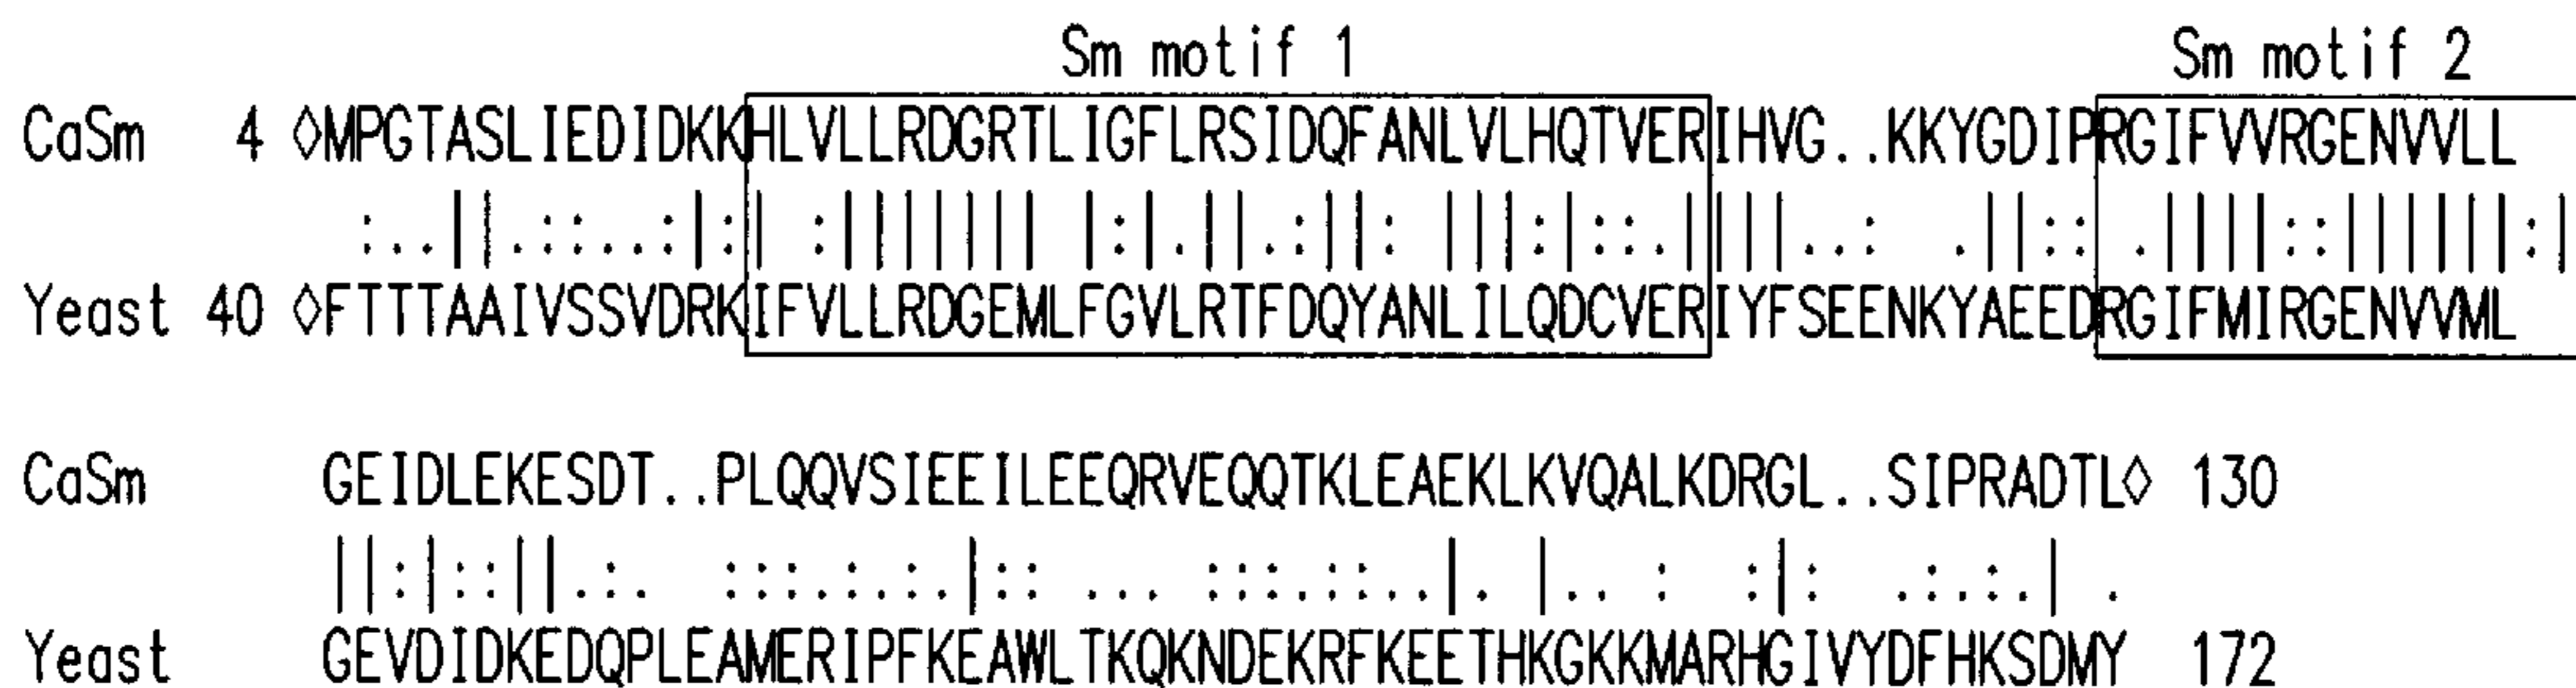 Sm motif 1 Sm motif 2
CaSm 4 ◊MPGTASLIEDIDKKHLVLLRDGRTLIGFLRSIDQFANLVLHQTVERIHVG..KKYGDIPRGIFVVRGENVVLL
:..||.::..:|:| :|||||| |:|.||.:||: |||:|::.||||..: .||:: .||||::||||||:|
Yeast 40 ◊FTTTAAIVSSVDRKIFVLLRDGEMLFGVLRTFDQYANLILQDCVERIYFSEENKYAEEDRGIFMIRGENVVML
CaSm GEIDLEKESDT..PLQQVSIEEILEEQRVEQQTKLEAEKLKVQALKDRGL..SIPRADTL◊ 130
||:|::||.:. :::.:.:.|:: ... :::.::..|. |.. : :|: .:.:.| .
Yeast GEVDIDKEDQPLEAMERIPFKEAWLTKQKNDEKRFKEETHKGKKMARHGIVYDFHKSDMY 172